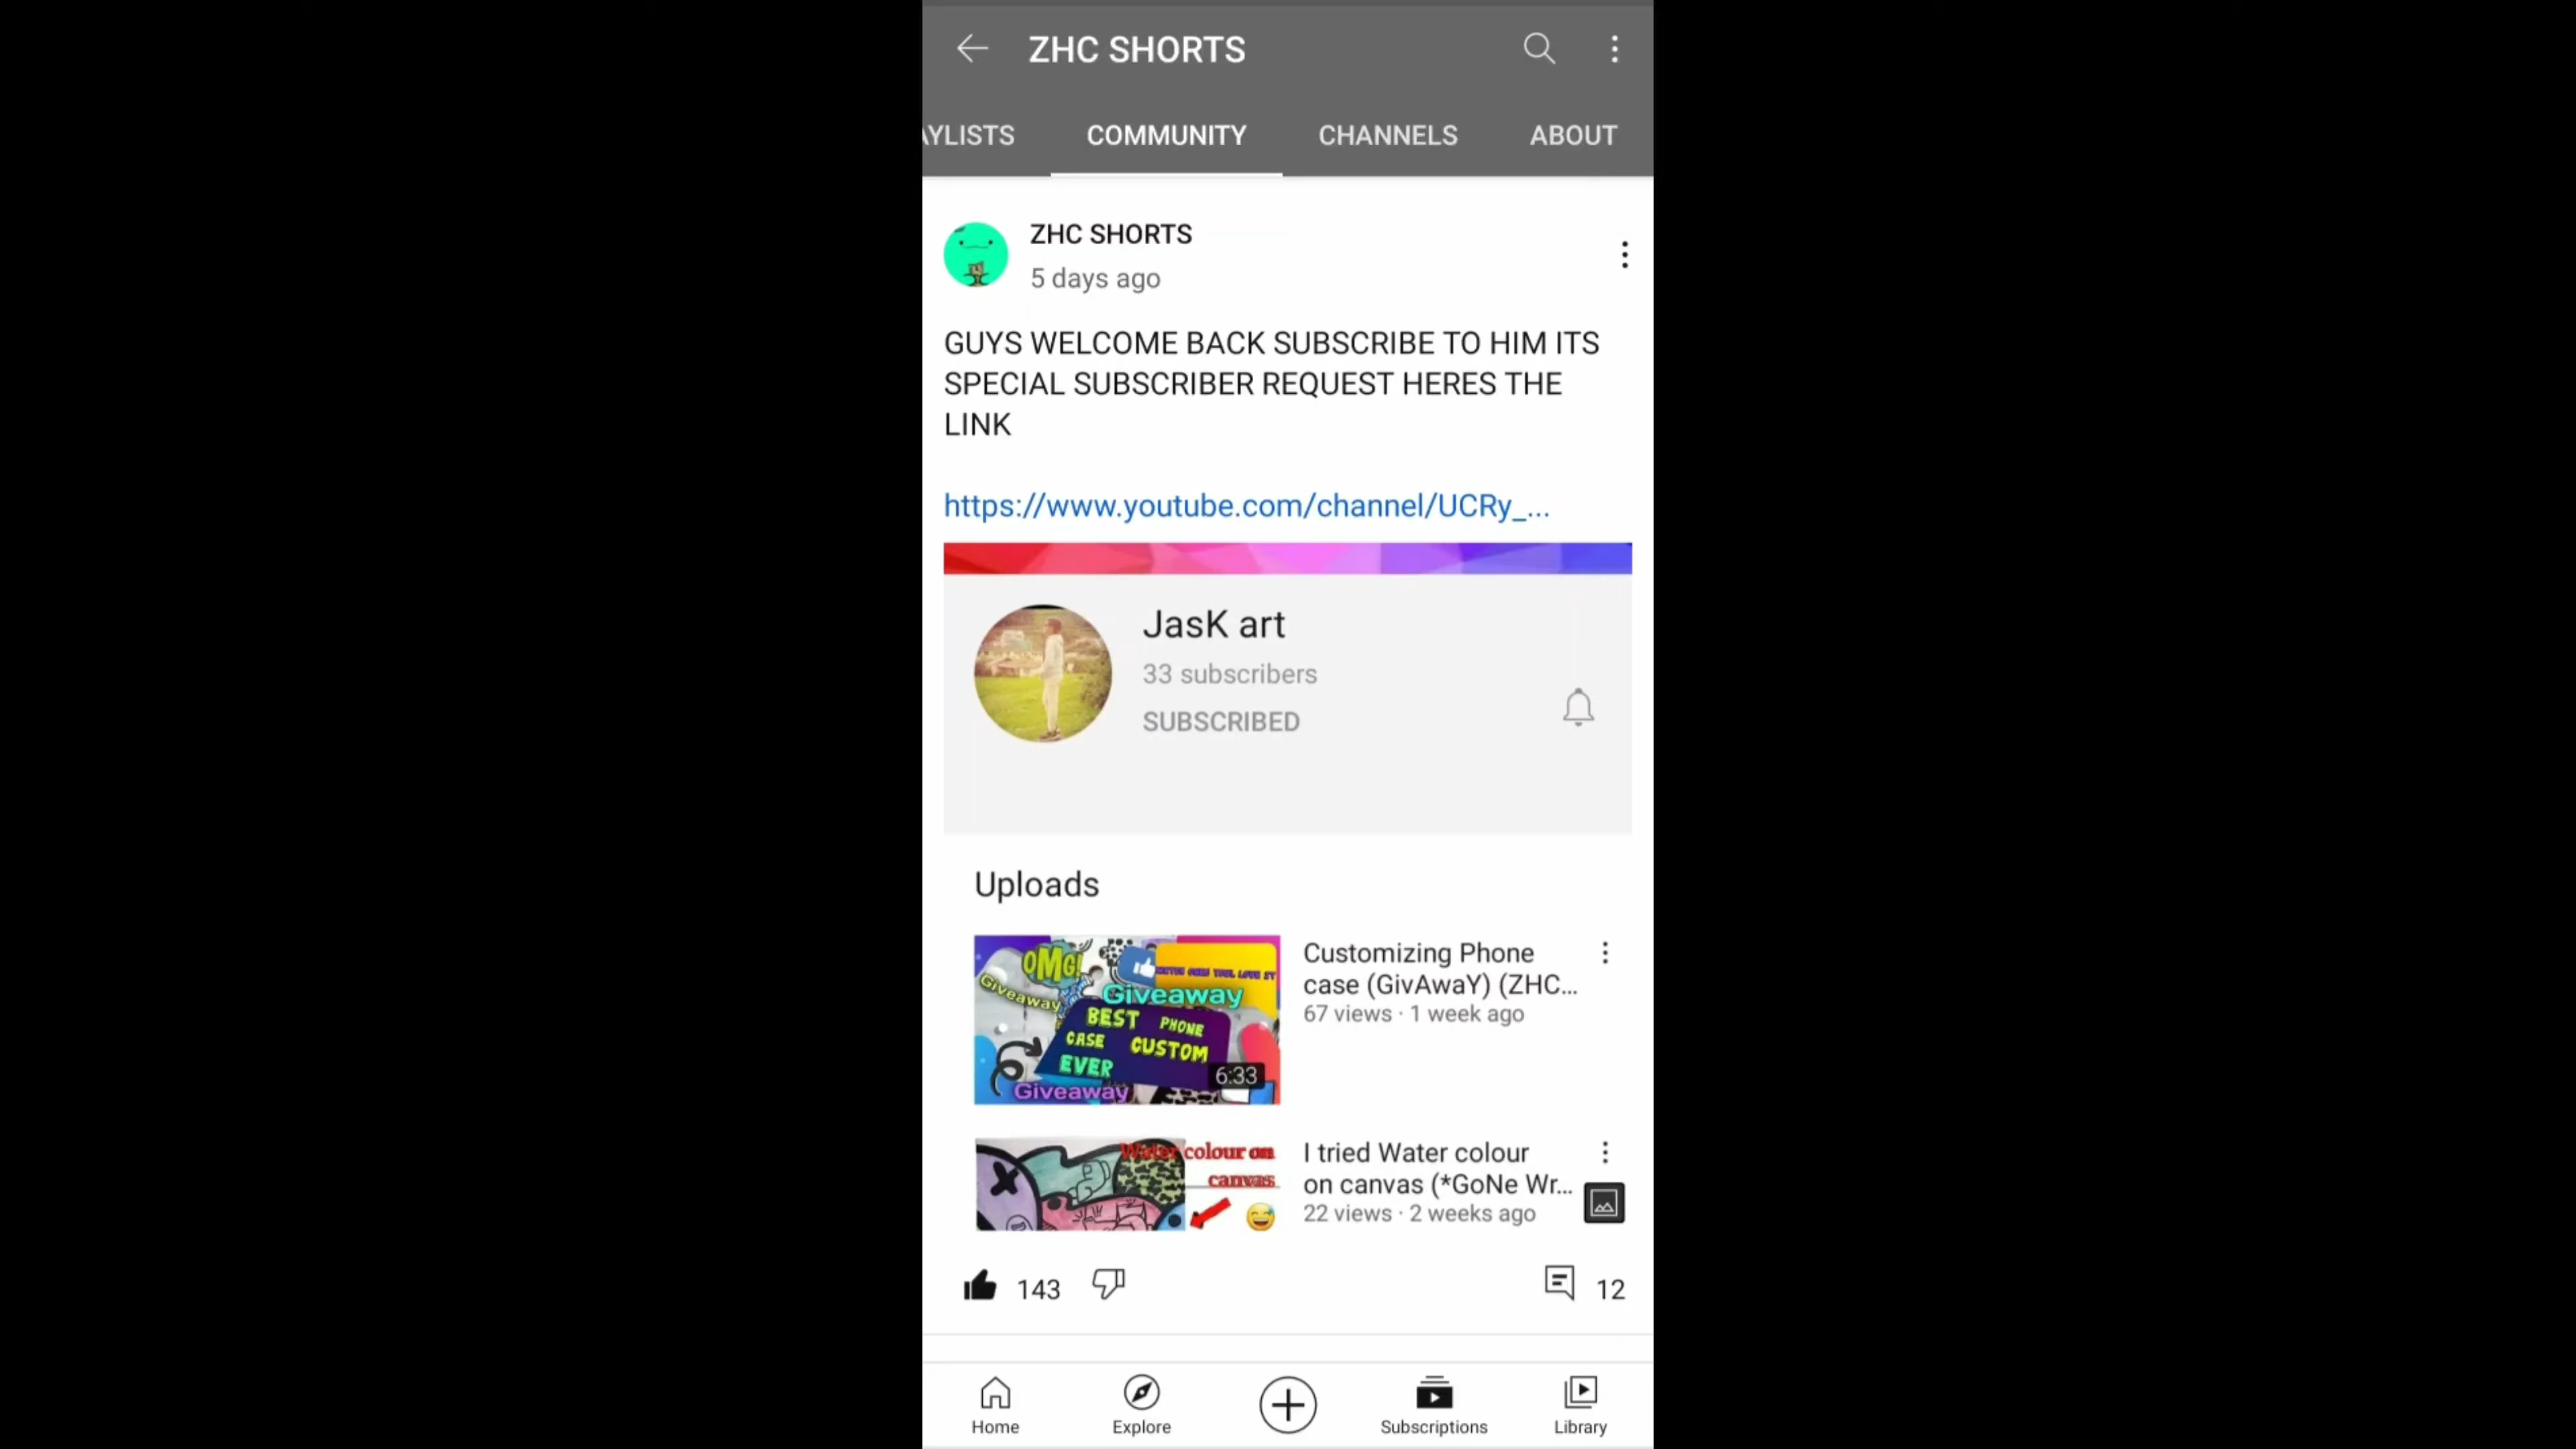 ZHC SHORTS
AYLISTS COMMUNITY CHANNELS ABOUT
ZHC SHORTS
5 days ago
GUYS WELCOME BACK SUBSCRIBE TO HIM ITS
SPECIAL SUBSCRIBER REQUEST HERES THE
LINK
https://www.youtube.com/channel/UCRy_...
JasK art
33 subscribers
SUBSCRIBED
Uploads
OMG!
Giveaway
Giveaway
BEST PHONE
CASE CUSTOM
EVER
6:33
Giveaway
Customizing Phone
case (GivAwaY) (ZHC...
67 views · 1 week ago
Water colour on
canvas
I tried Water colour
on canvas (*GoNe Wr...
22 views · 2 weeks ago
143
12
Home Explore Subscriptions Library